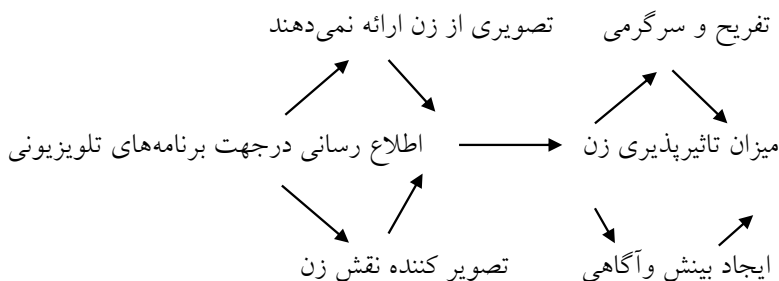 تفریح و سرگرمی
تصویری از زن ارائه نمی‌دهند
میزان تاثیرپذیری زن
اطلاع رسانی درجهت برنامه‌های تلویزیونی
ایجاد بینش وآگاهی
تصویر کننده نقش زن